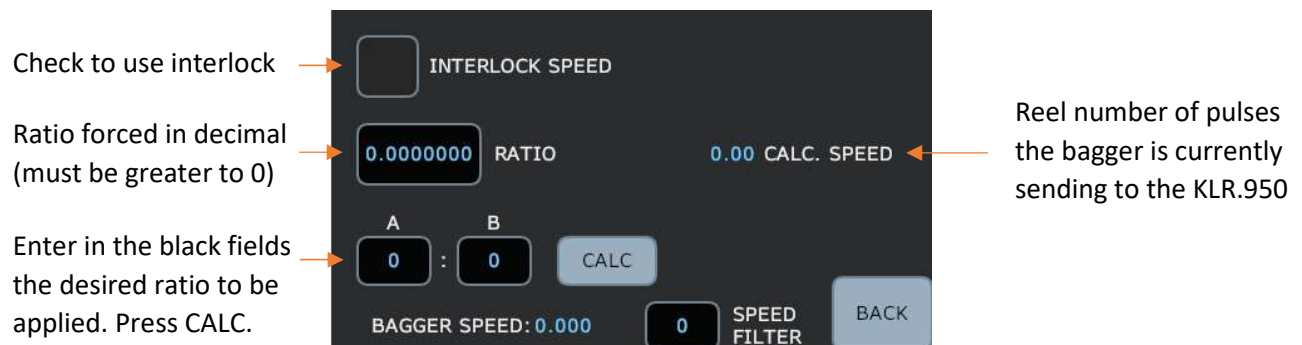 Check to use interlock
INTERLOCK SPEED
Ratio forced in decimal
(must be greater to 0)
0.0000000 RATIO
0.00 CALC. SPEED
Reel number of pulses
the bagger is currently
sending to the KLR.950
Enter in the black fields
the desired ratio to be
applied. Press CALC.
A B
0 : 0 CALC
BAGGER SPEED: 0.000
0 SPEED
FILTER
BACK